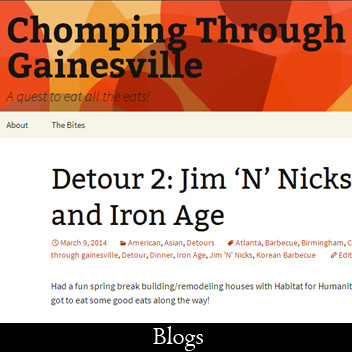 Chomping Through
Gainesville
A quest to eat all the eats!
About The Bites
Detour 2: Jim ‘N’ Nicks
and Iron Age
March 9, 2014 American, Asian, Detours Atlanta, Barbecue, Birmingham,
through gainesville, Detour, Dinner, Iron Age, Jim 'N' Nicks, Korean Barbecue Edit
Had a fun spring break building/remodeling houses with Habitat for Humanit
got to eat some good eats along the way!
Blogs